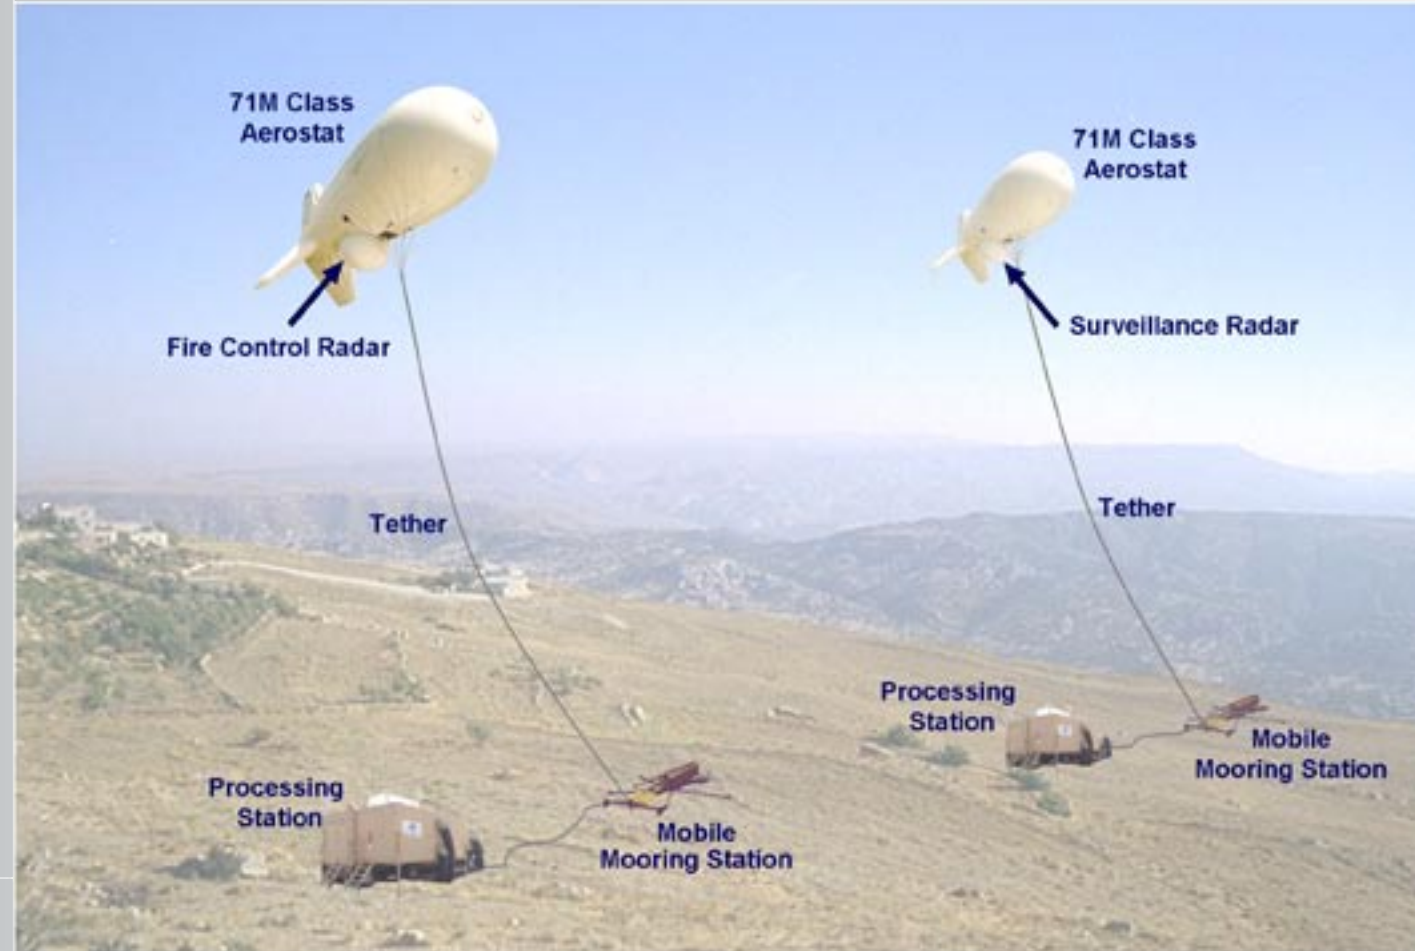 71M Class
Aerostat
71M Class
Aerostat
Fire Control Radar
Surveillance Radar
Tether
Tether
Processing
Station
Mobile
Mooring Station
Processing
Station
Mobile
Mooring Station